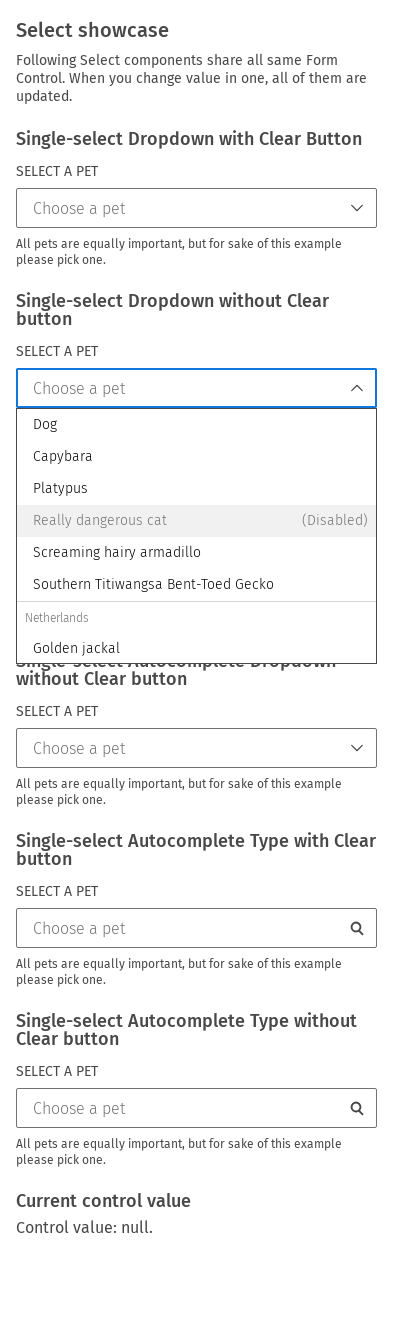 Select showcase
Following Select components share all same Form
Control. When you change value in one, all of them are
updated.
Single-select Dropdown with Clear Button
SELECT A PET
Choose a pet
All pets are equally important, but for sake of this example
please pick one.
Single-select Dropdown without Clear
button
SELECT A PET
Choose a pet
Dog
Capybara
Platypus
Really dangerous cat (Disabled)
Screaming hairy armadillo
Southern Titiwangsa Bent-Toed Gecko
Netherlands
Golden jackal
Single-select Autocomplete Dropdown
without Clear button
SELECT A PET
Choose a pet
All pets are equally important, but for sake of this example
please pick one.
Single-select Autocomplete Type with Clear
button
SELECT A PET
Choose a pet
All pets are equally important, but for sake of this example
please pick one.
Single-select Autocomplete Type without
Clear button
SELECT A PET
Choose a pet
All pets are equally important, but for sake of this example
please pick one.
Current control value
Control value: null.